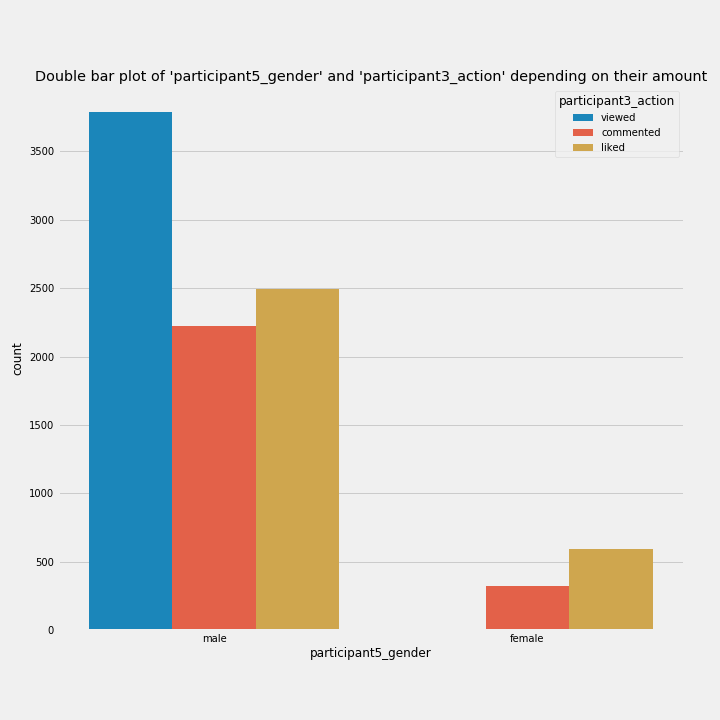 Double bar plot of 'participant5_gender' and 'participant3_action' depending on their amount
participant3_action
viewed
commented
liked
3500
3000
2500
2000
1500
1000
500
0
count
male
female
participant5_gender